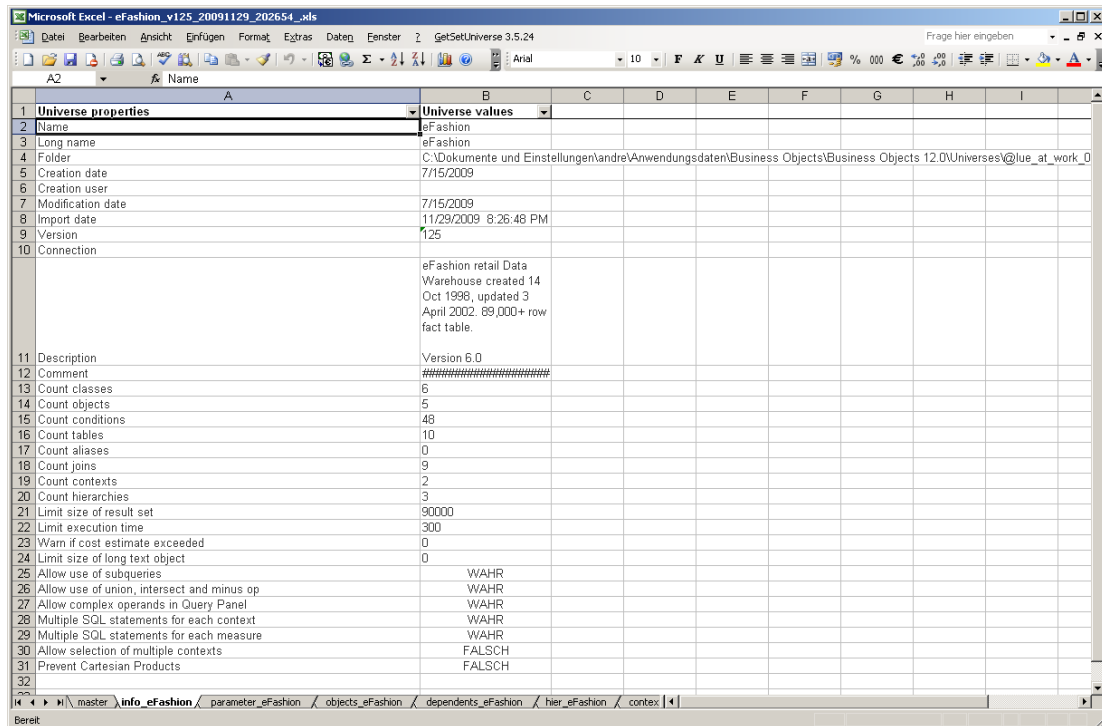 Microsoft Excel - eFashion_v125_20091129_202654_.xls
Datei Bearbeiten Ansicht Einfügen Format Extras Daten Fenster ? GetSetUniverse 3.5.24 Frage hier eingeben
Arial 10 F K U % 000 €
A2 fx Name
A B C D E F G H I
1 Universe properties Universe values
2 Name eFashion
3 Long name eFashion
4 Folder C:\Dokumente und Einstellungen\andre\Anwendungsdaten\Business Objects\Business Objects 12.0\Universes\@lue_at_work_0
5 Creation date 7/15/2009
6 Creation user
7 Modification date 7/15/2009
8 Import date 11/29/2009 8:26:48 PM
9 Version 125
10 Connection
eFashion retail Data
Warehouse created 14
Oct 1998, updated 3
April 2002. 89,000+ row
fact table.
11 Description Version 6.0
12 Comment ######################
13 Count classes 6
14 Count objects 5
15 Count conditions 48
16 Count tables 10
17 Count aliases 0
18 Count joins 9
19 Count contexts 2
20 Count hierarchies 3
21 Limit size of result set 90000
22 Limit execution time 300
23 Warn if cost estimate exceeded 0
24 Limit size of long text object 0
25 Allow use of subqueries WAHR
26 Allow use of union, intersect and minus op WAHR
27 Allow complex operands in Query Panel WAHR
28 Multiple SQL statements for each context WAHR
29 Multiple SQL statements for each measure WAHR
30 Allow selection of multiple contexts FALSCH
31 Prevent Cartesian Products FALSCH
32
master info_eFashion parameter_eFashion objects_eFashion dependents_eFashion hier_eFashion contex
Bereit